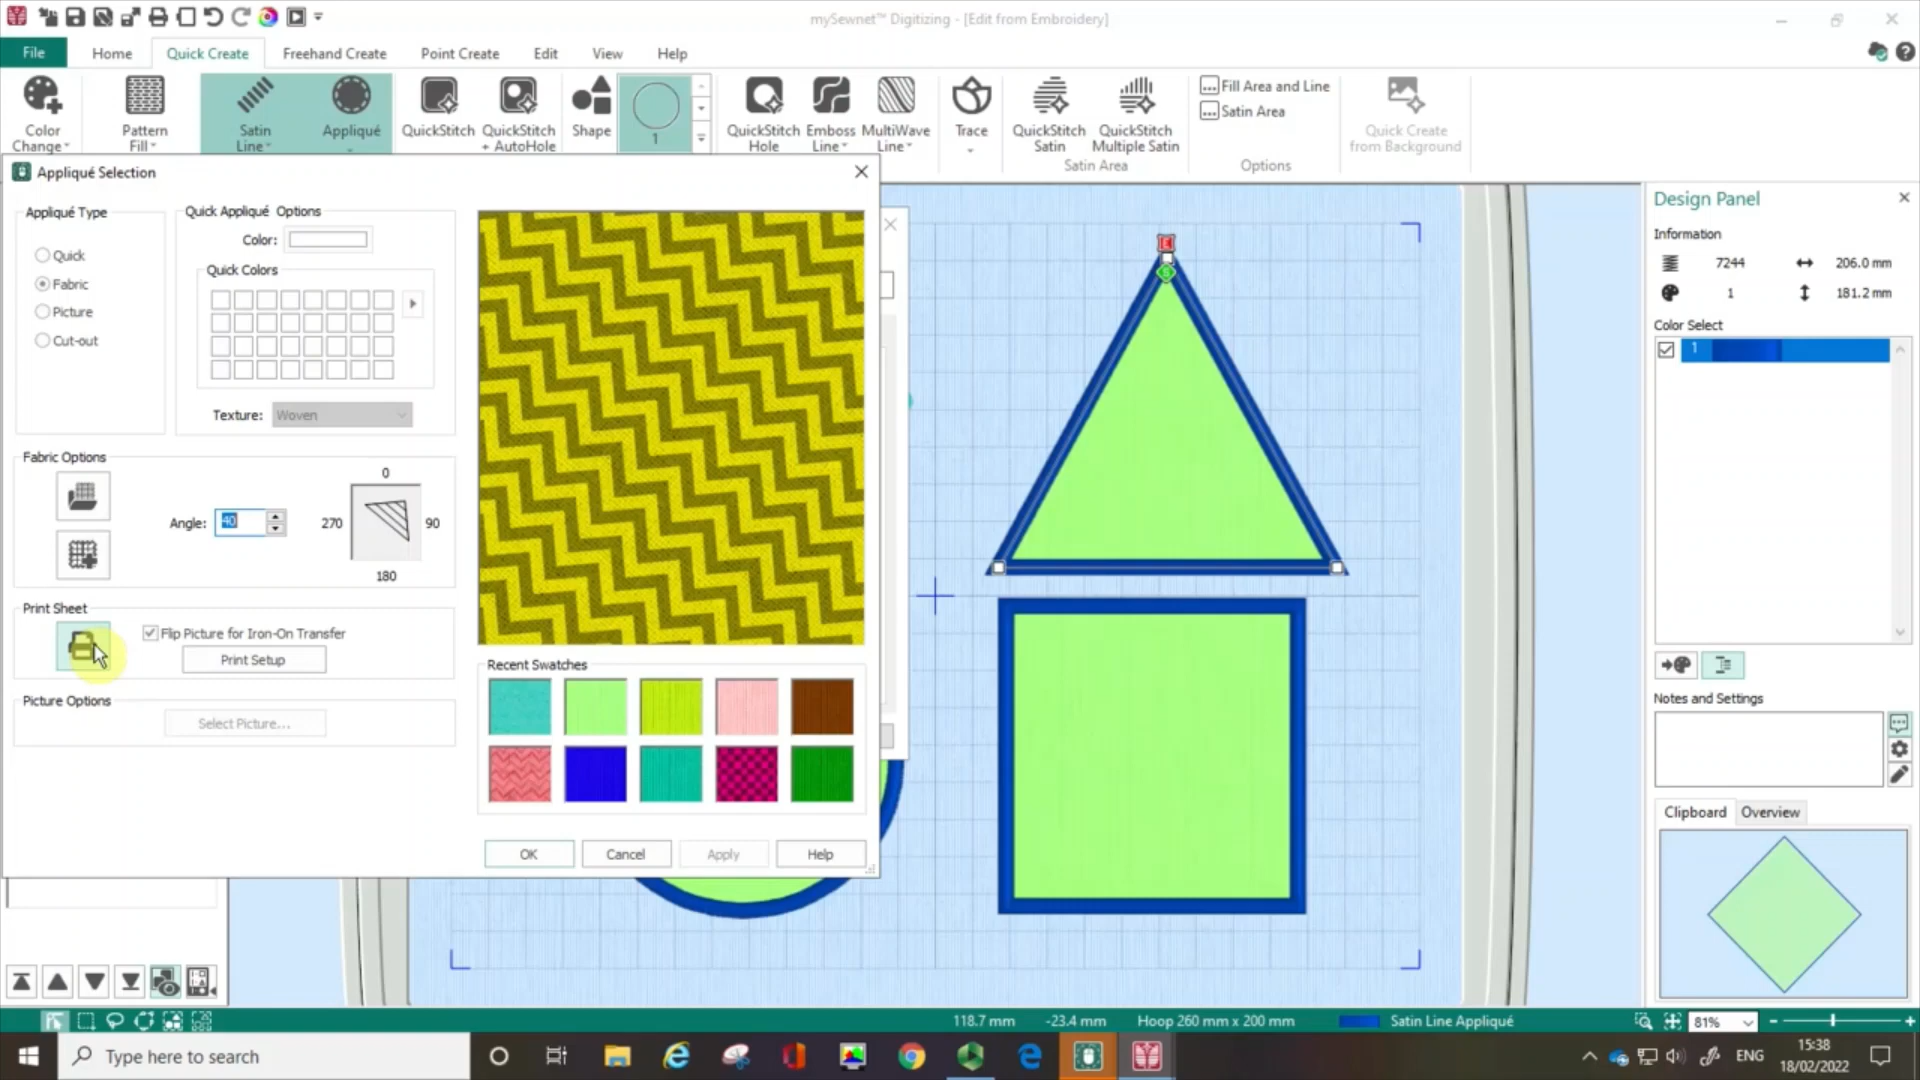 mySewnet™ Digitizing - [Edit from Embroidery]
File
Home
Quick Create
Freehand Create
Point Create
Edit
View
Help
Color
Change
Pattern
Fill
Satin
Line
Appliqué
QuickStitch
QuickStitch
+ AutoHole
Shape
1
QuickStitch
Hole
Emboss
Line
MultiWave
Line
Trace
QuickStitch
Satin
QuickStitch
Multiple Satin
Satin Area
Fill Area and Line
Satin Area
Options
Quick Create
from Background
Appliqué Selection
Appliqué Type
Quick
Fabric
Picture
Cut-out
Quick Appliqué Options
Color:
Quick Colors
Texture:
Woven
Fabric Options
Angle:
40
0
270
90
180
Print Sheet
Flip Picture for Iron-On Transfer
Print Setup
Picture Options
Select Picture...
Recent Swatches
OK
Cancel
Apply
Help
E
S
Design Panel
Information
7244
206.0 mm
1
181.2 mm
Color Select
1
Notes and Settings
Clipboard
Overview
118.7 mm
-23.4 mm
Hoop 260 mm x 200 mm
Satin Line Appliqué
81%
Type here to search
ENG
15:38
18/02/2022